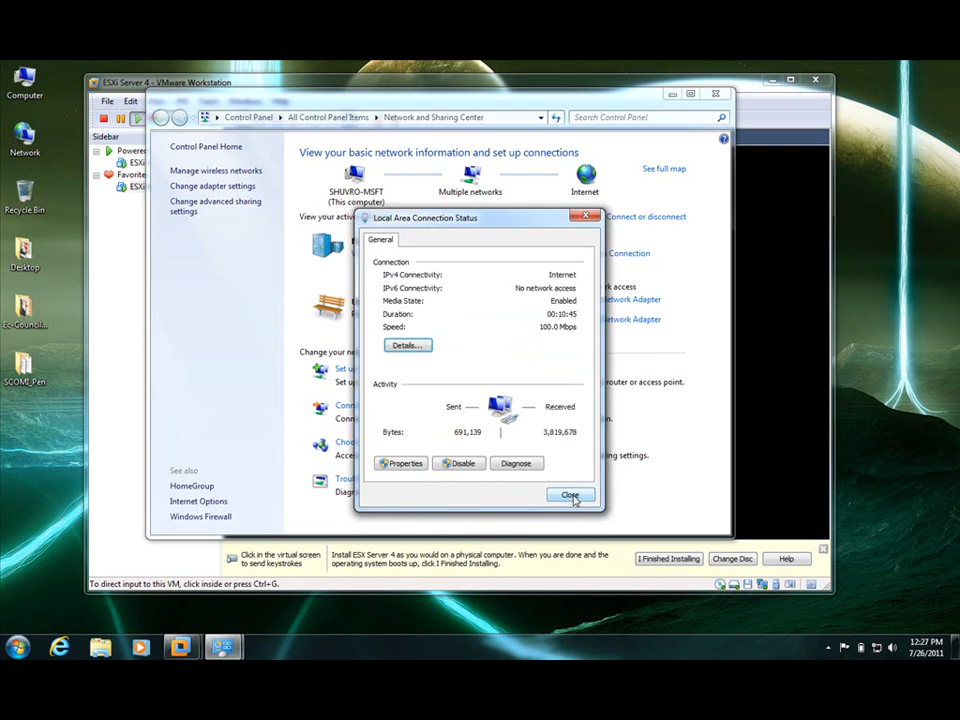 Computer
Network
Recycle Bin
Desktop
Ec-Council...
SCOMI_Pen
ESXi Server 4 - VMware Workstation
File Edit
Sidebar
Powere
ESXi
Favorite
ESXi
Control Panel
All Control Panel Items
Network and Sharing Center
Search Control Panel
Control Panel Home
Manage wireless networks
Change adapter settings
Change advanced sharing
settings
See also
HomeGroup
Internet Options
Windows Firewall
View your basic network information and set up connections
See full map
SHUVRO-MSFT
(This computer)
Multiple networks
Internet
View your activ
Connect or disconnect
Connection
access
Network Adapter
Network Adapter
Change your ne
Set u
Set u
router or access point.
Conn
Conn
n.
Choo
Acce
ng settings.
Troul
Diag
Local Area Connection Status
General
Connection
IPv4 Connectivity: Internet
IPv6 Connectivity: No network access
Media State: Enabled
Duration: 00:10:45
Speed: 100.0 Mbps
Details...
Activity
Sent
Received
Bytes: 691,139 3,819,678
Properties
Disable
Diagnose
Close
Click in the virtual screen
to send keystrokes
Install ESX Server 4 as you would on a physical computer. When you are done and the
operating system boots up, click I Finished Installing.
I Finished Installing
Change Disc
Help
To direct input to this VM, click inside or press Ctrl+G.
12:27 PM
7/26/2011